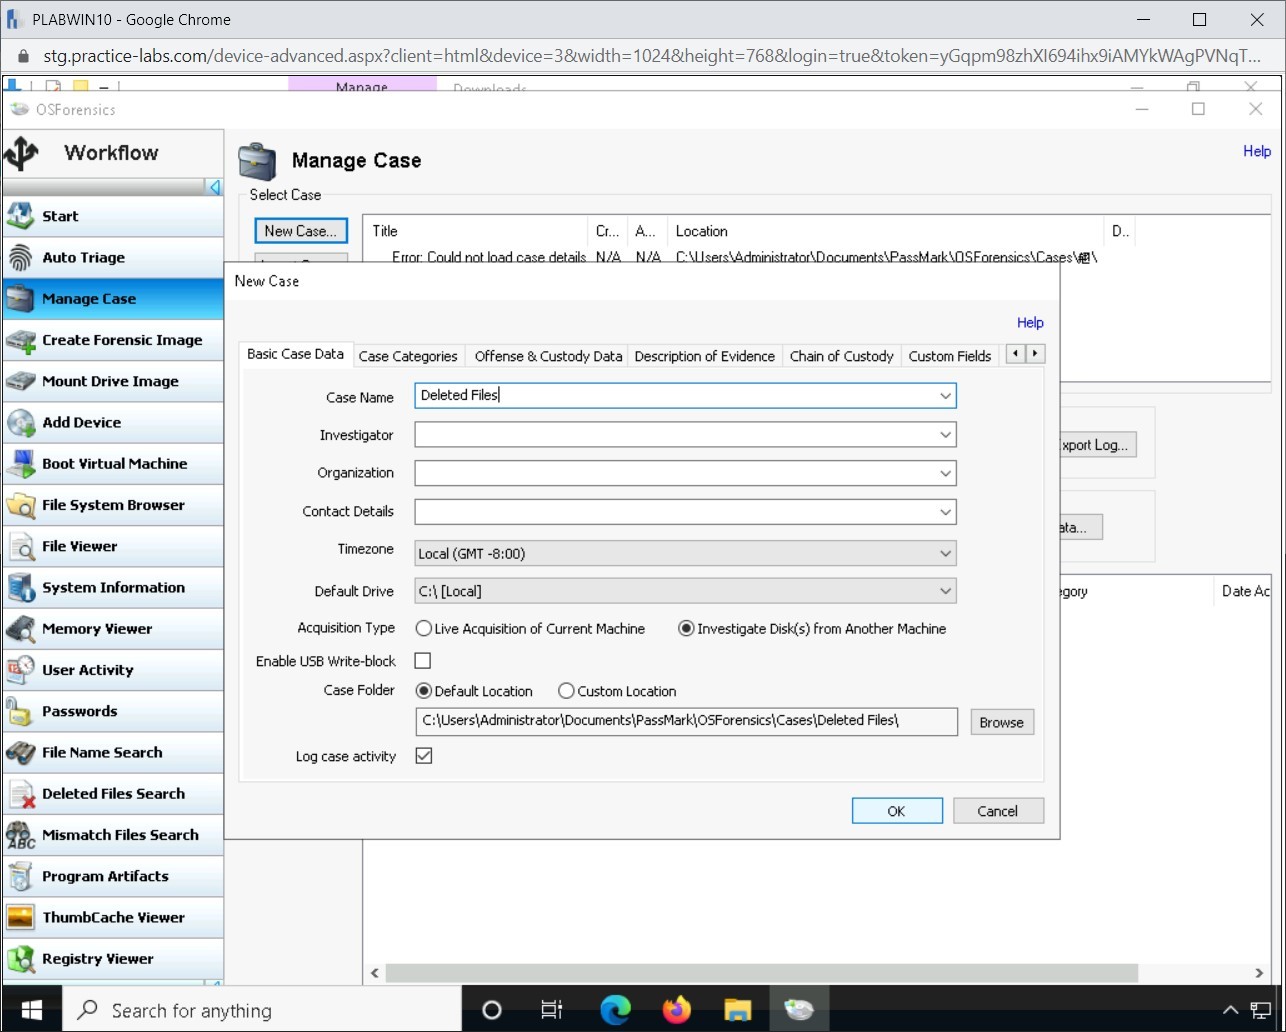 PLABWIN10 - Google Chrome
stg.practice-labs.com/device-advanced.aspx?client=html&device=3&width=1024&height=768&login=true&token=yGqpm98zhXI694ihx9iAMYkWAgPVNqT...
Manage Downloads
OSForensics
Workflow
Manage Case
Help
Select Case
Start
New Case...
Title Cr... A... Location D..
Auto Triage
Error: Could not load case details N/A N/A C:\Users\Administrator\Documents\PassMark\OSForensics\Cases\
Manage Case
New Case
Help
Create Forensic Image
Basic Case Data Case Categories Offense & Custody Data Description of Evidence Chain of Custody Custom Fields
Mount Drive Image
Case Name Deleted Files
Add Device
Investigator
xport Log...
Boot Virtual Machine
Organization
File System Browser
Contact Details
ata...
File Viewer
Timezone Local (GMT -8:00)
System Information
Default Drive C:\ [Local]
gory Date Ac
Memory Viewer
Acquisition Type Live Acquisition of Current Machine Investigate Disk(s) from Another Machine
User Activity
Enable USB Write-block
Passwords
Case Folder Default Location Custom Location
C:\Users\Administrator\Documents\PassMark\OSForensics\Cases\Deleted Files\ Browse
File Name Search
Log case activity
Deleted Files Search
OK Cancel
Mismatch Files Search
Program Artifacts
ThumbCache Viewer
Registry Viewer
Search for anything